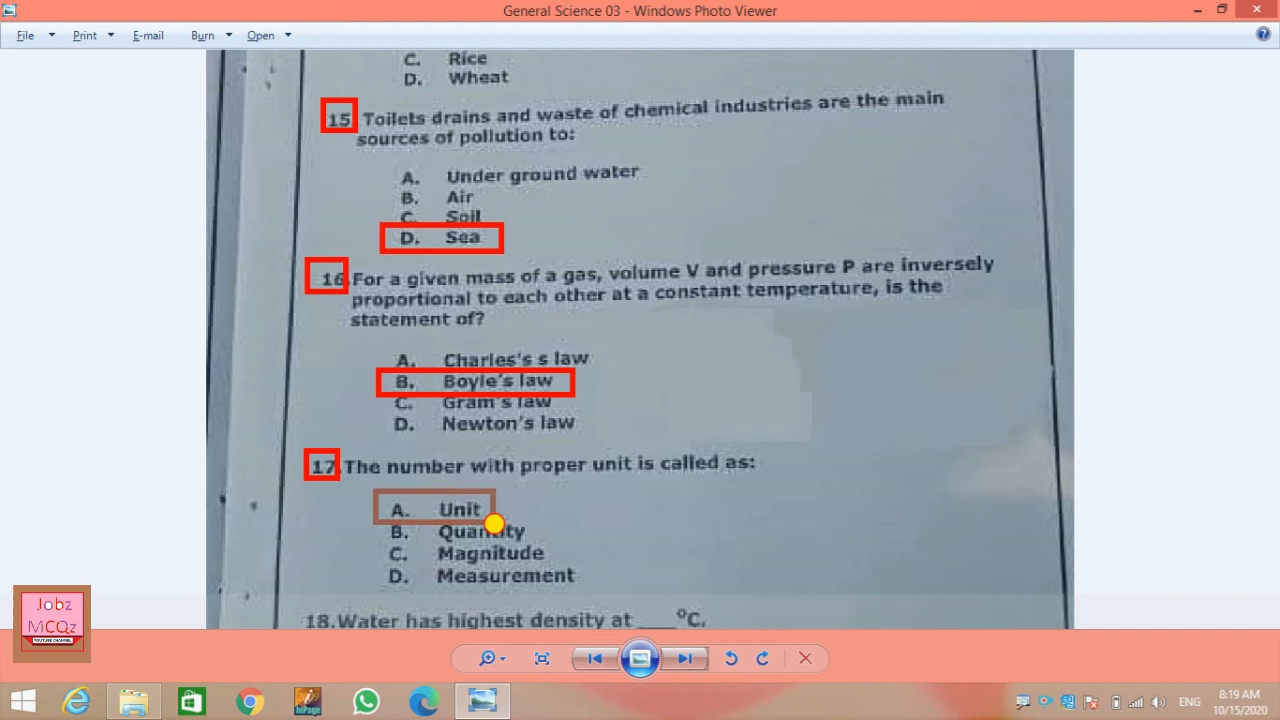 General Science 03 - Windows Photo Viewer
File Print E-mail Burn Open
C. Rice
D. Wheat
15 Toilets drains and waste of chemical industries are the main
sources of pollution to:
A. Under ground water
B. Air
C. Soil
D. Sea
16. For a given mass of a gas, volume V and pressure P are inversely
proportional to each other at a constant temperature, is the
statement of?
A. Charles's s law
B. Boyle's law
C. Gram's law
D. Newton's law
17. The number with proper unit is called as:
A. Unit
B. Quantity
C. Magnitude
D. Measurement
18. Water has highest density at ___ °C.
Jobz
MCQz
YOUTUBE CHANNEL
InPage
ENG
8:19 AM
10/15/2020